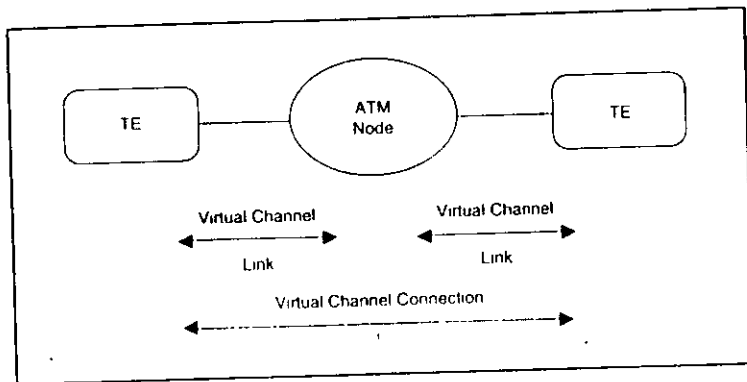 TE
ATM
Node
TE
Virtual Channel
Link
Virtual Channel
Link
Virtual Channel Connection